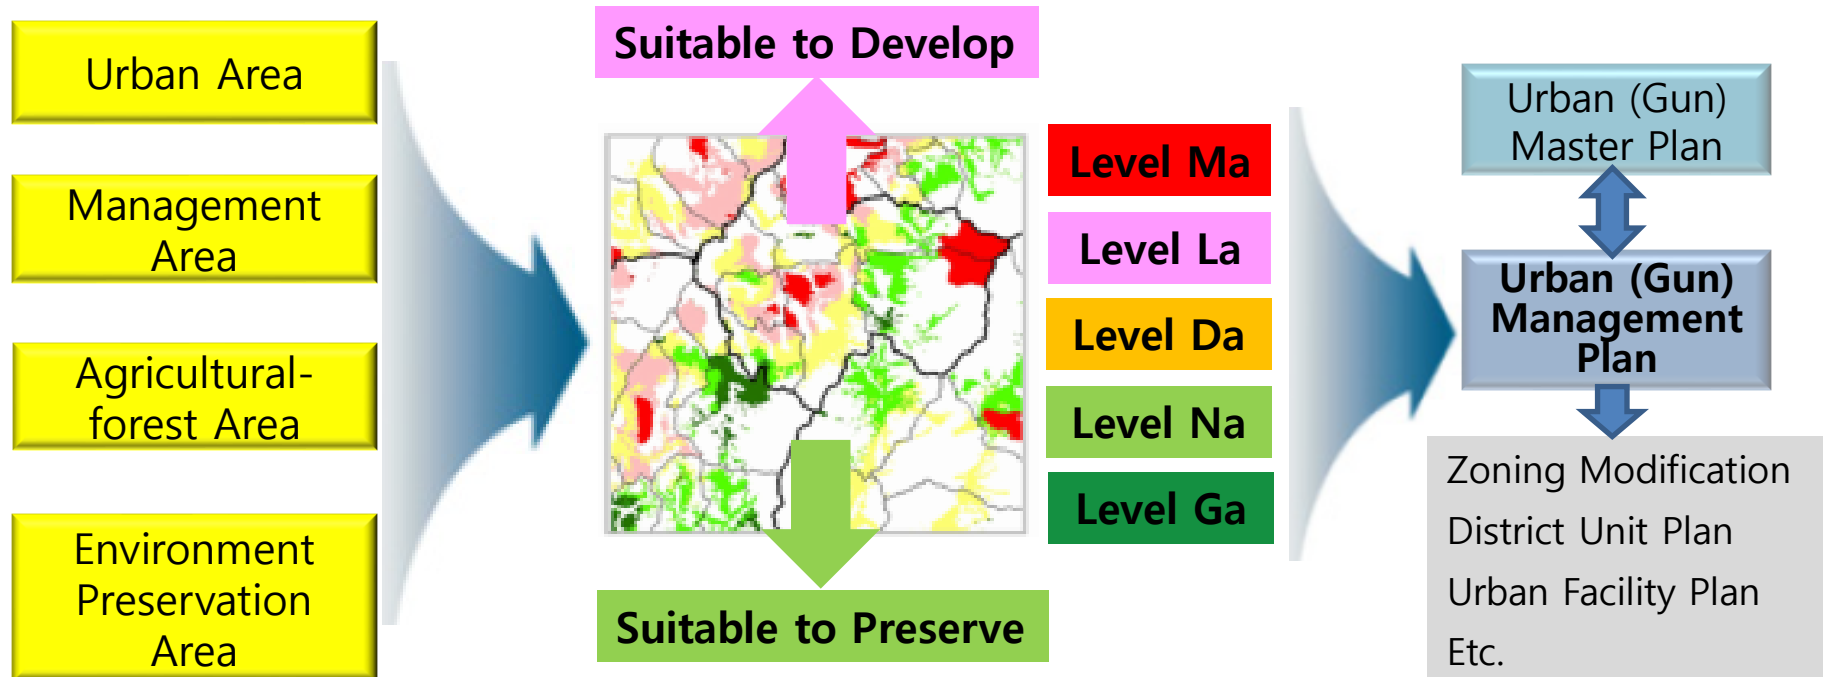 Urban Area
Management
Area
Agricultural-
forest Area
Environment
Preservation
Area
Suitable to Develop
Suitable to Preserve
Level Ma
Level La
Level Da
Level Na
Level Ga
Urban (Gun)
Master Plan
Urban (Gun)
Management
Plan
Zoning Modification
District Unit Plan
Urban Facility Plan
Etc.